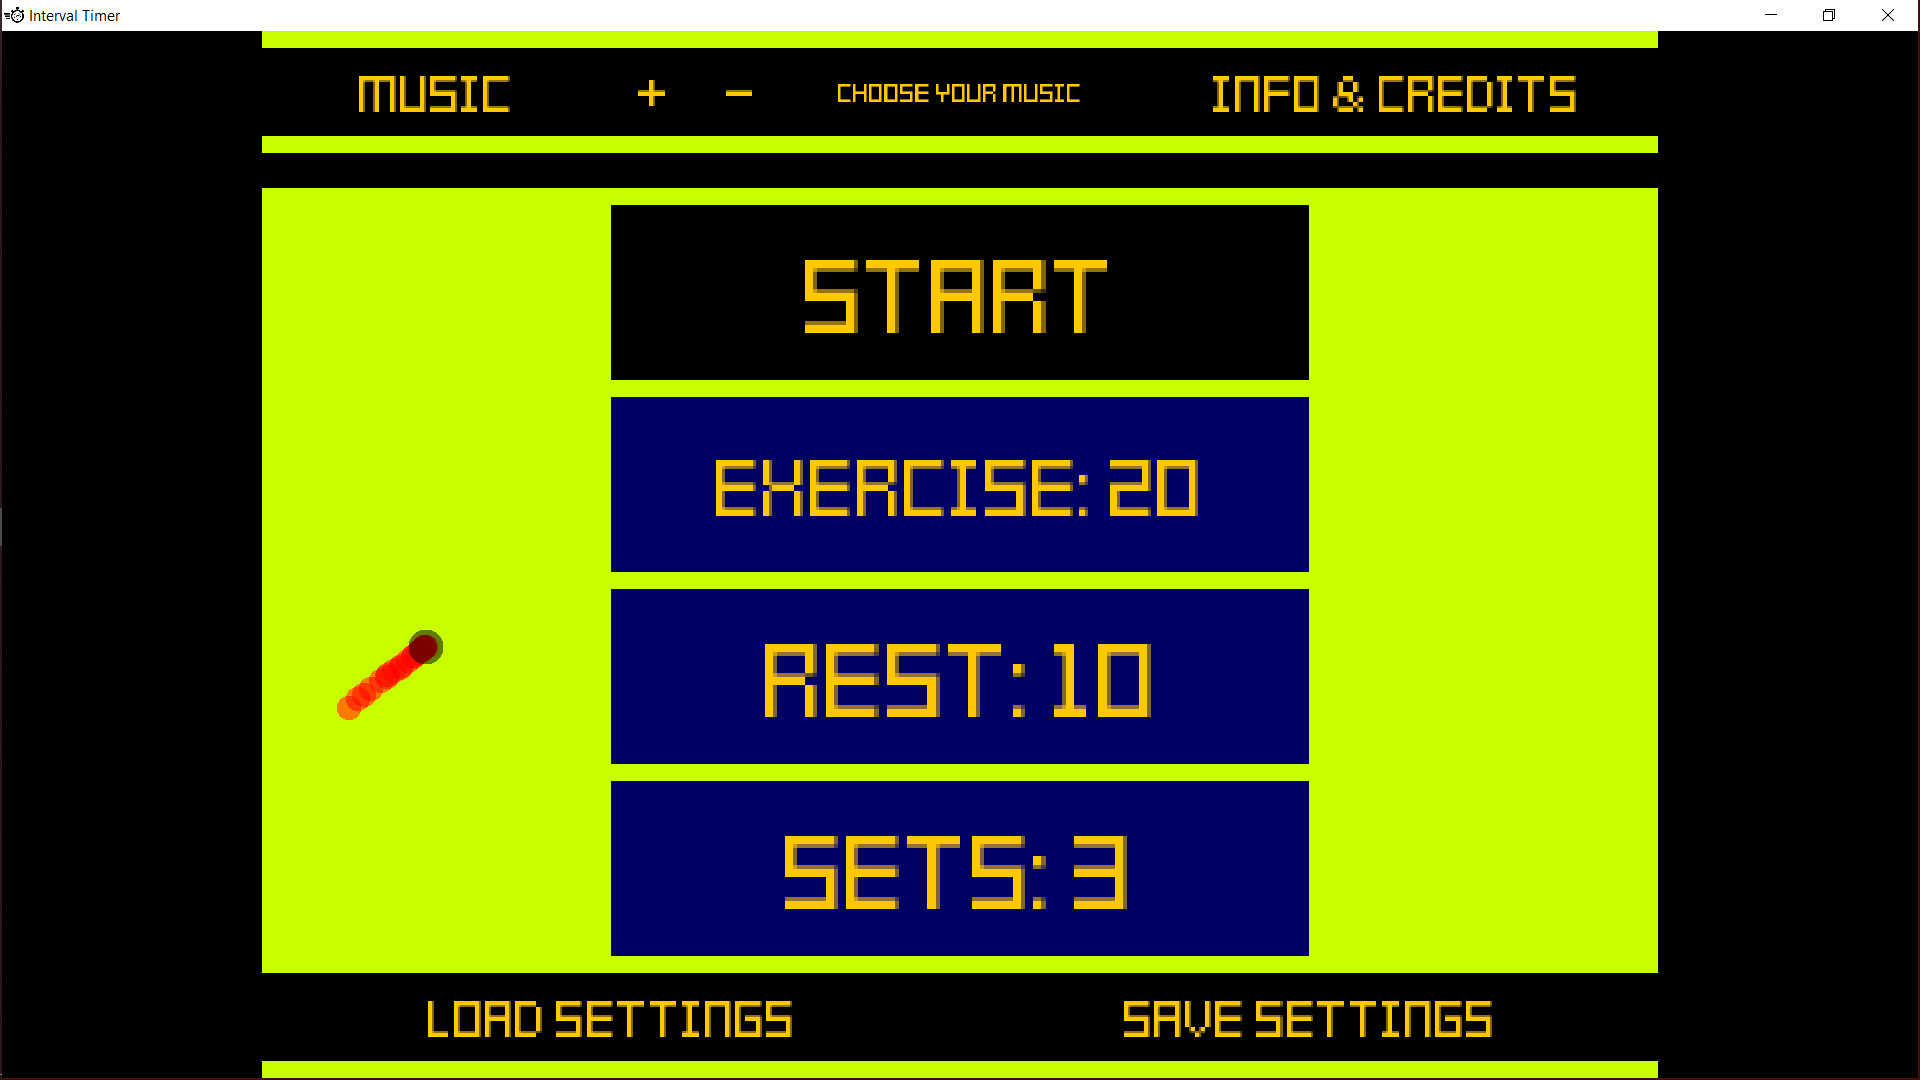 Interval Timer
MUSIC + - CHOOSE YOUR MUSIC INFO & CREDITS
START
EXERCISE: 20
REST: 10
SETS: 3
LOAD SETTINGS SAVE SETTINGS